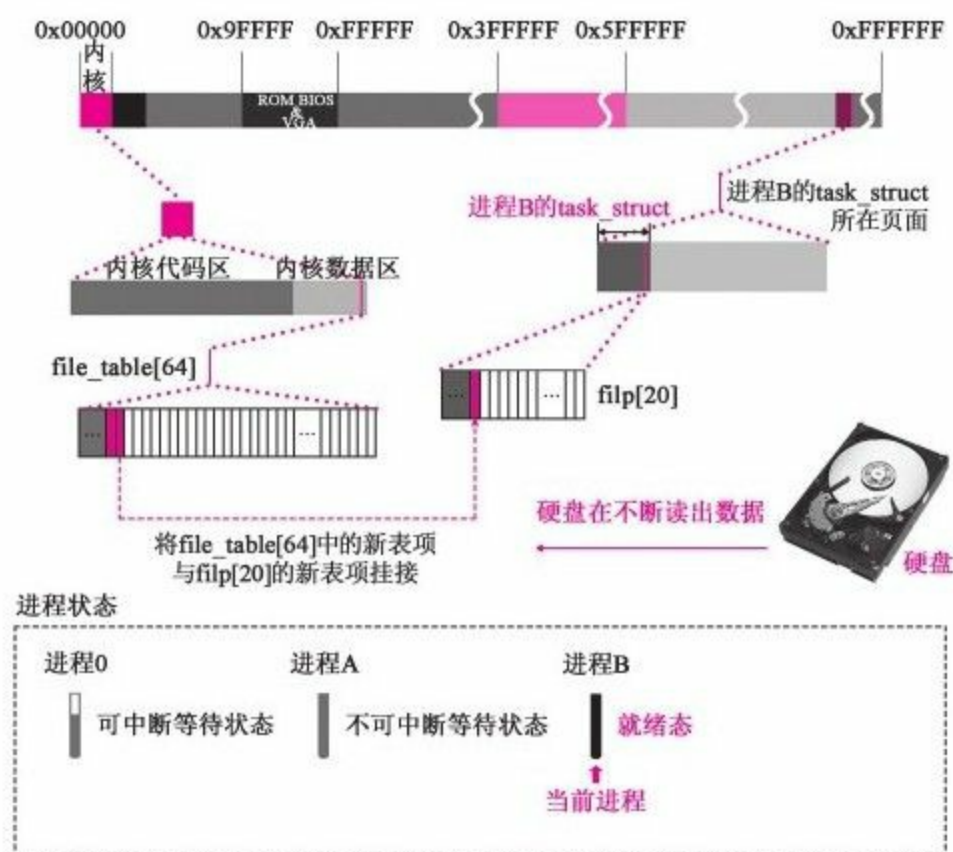 0x00000 0x9FFFF 0xFFFFF 0x3FFFFF 0x5FFFFF 0xFFFFFF
内核
ROM BIOS
&
VGA
进程B的task_struct
进程B的task_struct
所在页面
内核代码区 内核数据区
file_table[64]
filp[20]
...
...
...
...
硬盘在不断读出数据
硬盘
将file_table[64]中的新表项
与filp[20]的新表项挂接
进程状态
进程0 进程A 进程B
可中断等待状态 不可中断等待状态 就绪态
当前进程